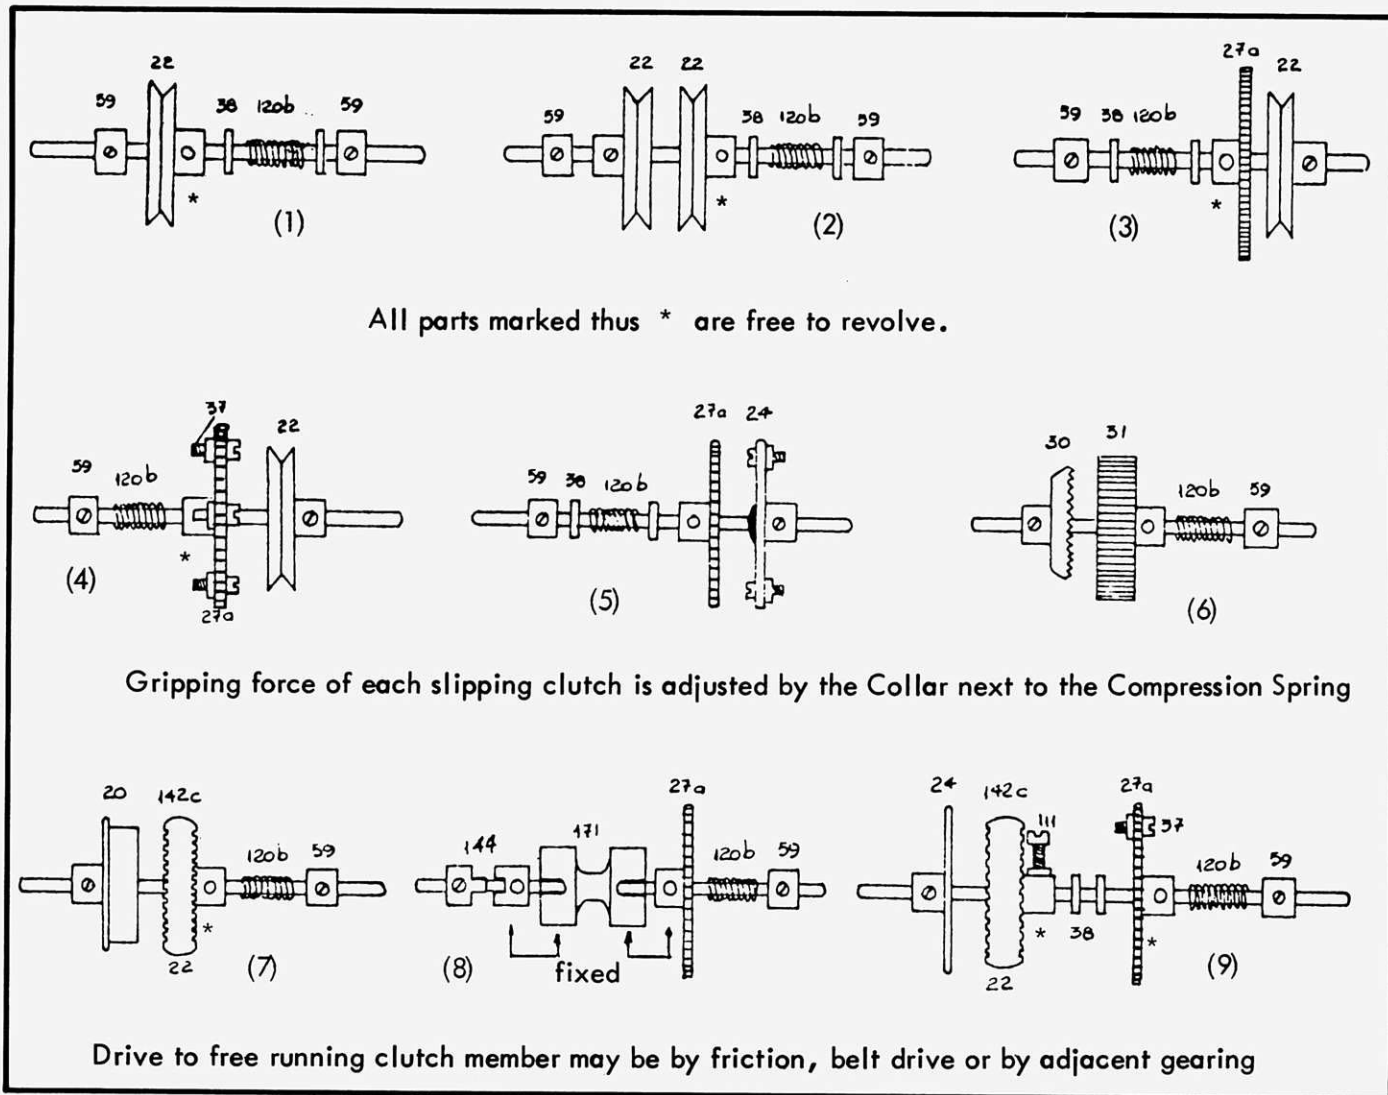 22
59 38 120b 59
*
(1)
22 22
59 38 120b 59
*
(2)
27a 22
59 38 120b
*
(3)
All parts marked thus * are free to revolve.
37
22
59 120b
*
(4)
27a
27a 24
59 38 120b
(5)
30 31
120b 59
(6)
Gripping force of each slipping clutch is adjusted by the Collar next to the Compression Spring
20 142c
120b 59
*
22
(7)
27a
144 171 120b 59
(8)
fixed
24 142c 27a
111 37
120b 59
* 38 *
22
(9)
Drive to free running clutch member may be by friction, belt drive or by adjacent gearing